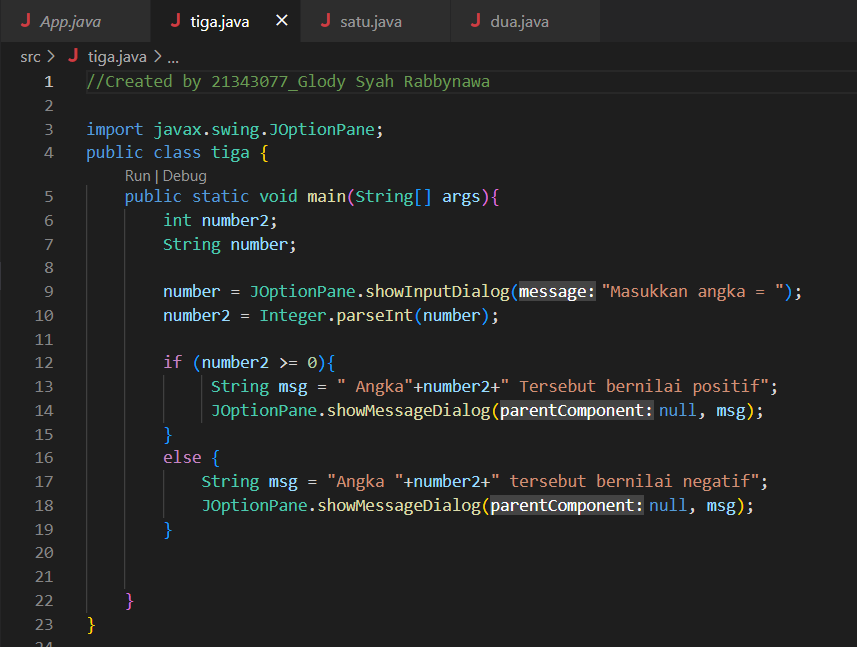 J App.java J tiga.java × J satu.java J dua.java
src > J tiga.java > ...
1 //Created by 21343077_Glody Syah Rabbynawa
2
3 import javax.swing.JOptionPane;
4 public class tiga {
Run | Debug
5 public static void main(String[] args){
6 int number2;
7 String number;
8
9 number = JOptionPane.showInputDialog(message: "Masukkan angka = ");
10 number2 = Integer.parseInt(number);
11
12 if (number2 >= 0){
13 String msg = " Angka"+number2+" Tersebut bernilai positif";
14 JOptionPane.showMessageDialog(parentComponent: null, msg);
15 }
16 else {
17 String msg = "Angka "+number2+" tersebut bernilai negatif";
18 JOptionPane.showMessageDialog(parentComponent: null, msg);
19 }
20
21
22 }
23 }
24